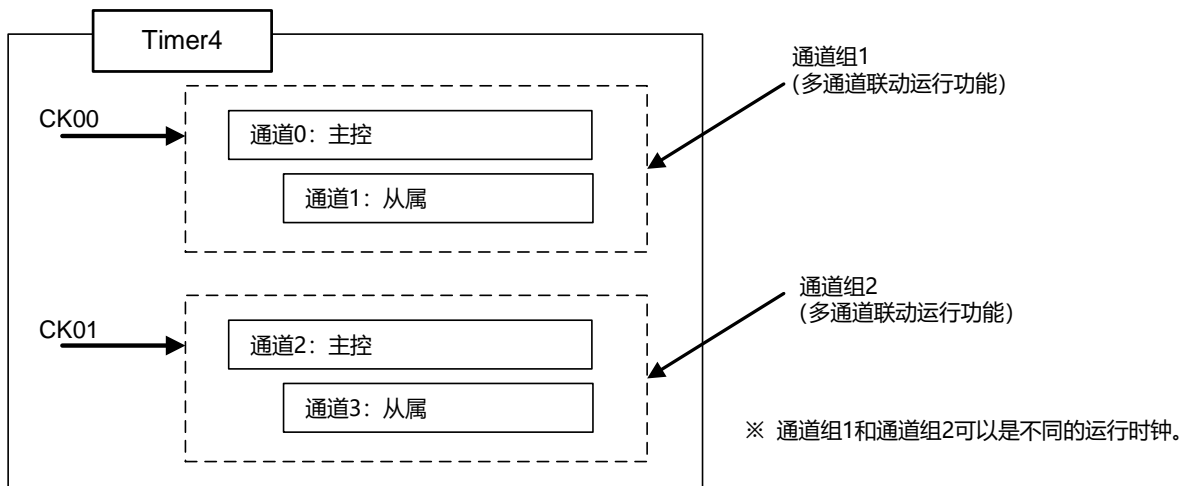 Timer4
通道组1
(多通道联动运行功能)
CK00
通道0：主控
通道1：从属
通道组2
(多通道联动运行功能)
CK01
通道2：主控
通道3：从属
※ 通道组1和通道组2可以是不同的运行时钟。